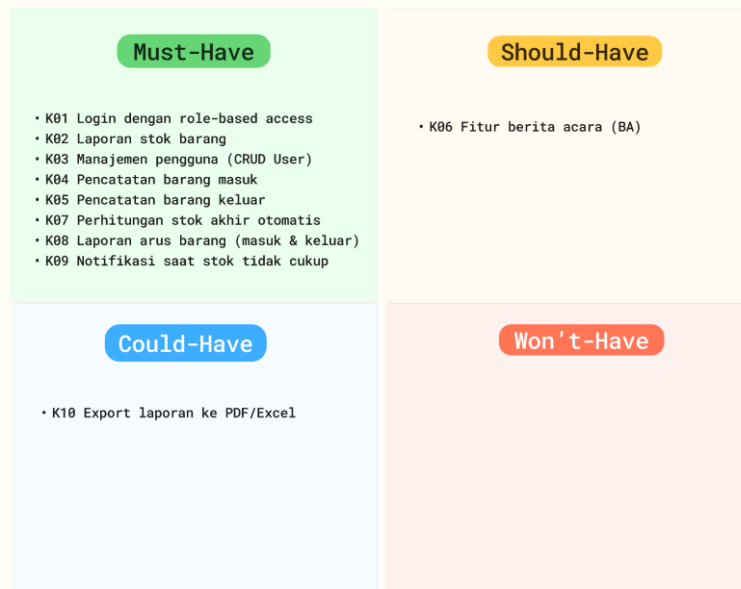 Must-Have
• K01 Login dengan role-based access
• K02 Laporan stok barang
• K03 Manajemen pengguna (CRUD User)
• K04 Pencatatan barang masuk
• K05 Pencatatan barang keluar
• K07 Perhitungan stok akhir otomatis
• K08 Laporan arus barang (masuk & keluar)
• K09 Notifikasi saat stok tidak cukup
Should-Have
• K06 Fitur berita acara (BA)
Could-Have
• K10 Export laporan ke PDF/Excel
Won't-Have